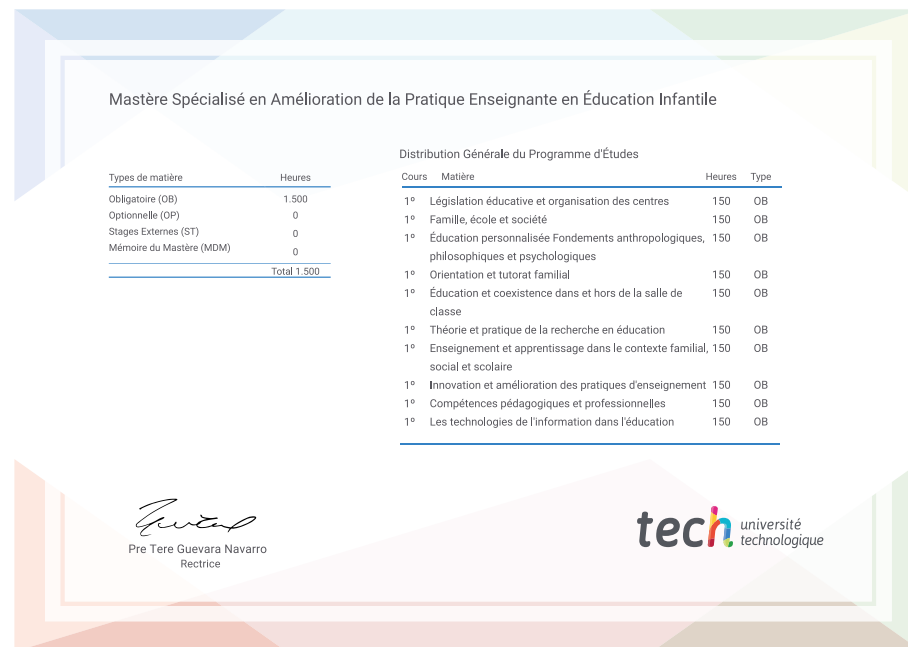 Mastère Spécialisé en Amélioration de la Pratique Enseignante en Éducation Infantile
Types de matière Heures
Obligatoire (OB) 1.500
Optionnelle (OP) 0
Stages Externes (ST) 0
Mémoire du Mastère (MDM) 0
Total 1.500
Distribution Générale du Programme d'Études
Cours Matière Heures Type
1º Législation éducative et organisation des centres 150 OB
1º Famille, école et société 150 OB
1º Éducation personnalisée Fondements anthropologiques, 150 OB
philosophiques et psychologiques
1º Orientation et tutorat familial 150 OB
1º Éducation et coexistence dans et hors de la salle de 150 OB
classe
1º Théorie et pratique de la recherche en éducation 150 OB
1º Enseignement et apprentissage dans le contexte familial, 150 OB
social et scolaire
1º Innovation et amélioration des pratiques d'enseignement 150 OB
1º Compétences pédagogiques et professionnelles 150 OB
1º Les technologies de l'information dans l'éducation 150 OB
Pre Tere Guevara Navarro
Rectrice
tech université
technologique